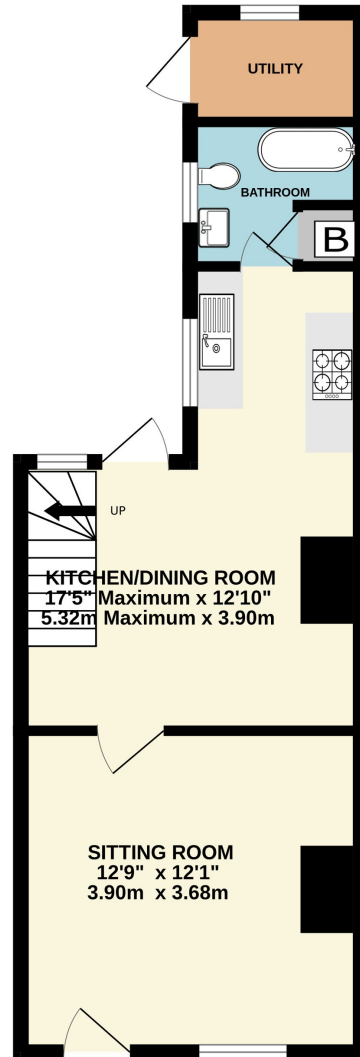 UTILITY
BATHROOM
B
UP
KITCHEN/DINING ROOM
17'5" Maximum x 12'10"
5.32m Maximum x 3.90m
SITTING ROOM
12'9" x 12'1"
3.90m x 3.68m